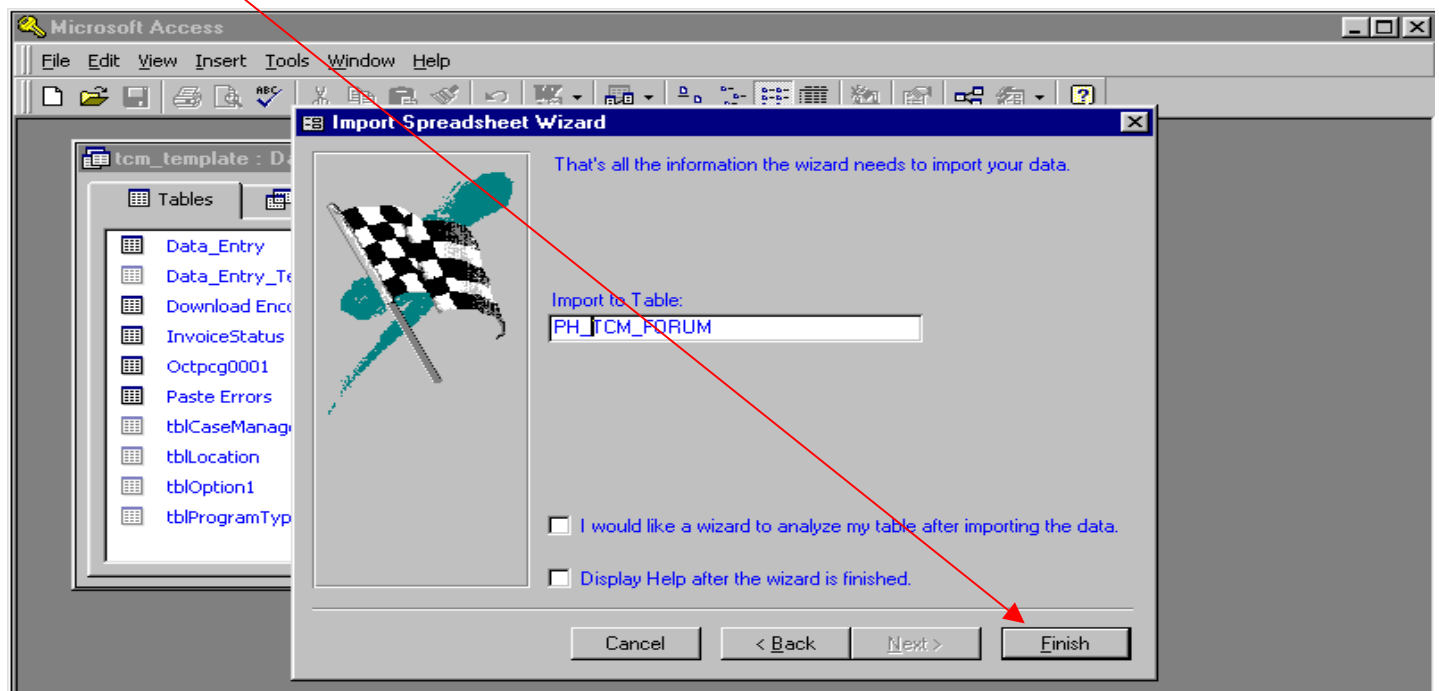 Microsoft Access
File Edit View Insert Tools Window Help
ABC
Import Spreadsheet Wizard
tcm_template : Da
That's all the information the wizard needs to import your data.
Tables
Data_Entry
Data_Entry_Te
Download Enco
Import to Table:
PH_TCM_FORUM
InvoiceStatus
Octpcg0001
Paste Errors
tblCaseManage
tblLocation
tblOption1
tblProgramTyp
I would like a wizard to analyze my table after importing the data.
Display Help after the wizard is finished.
Cancel < Back Next > Finish